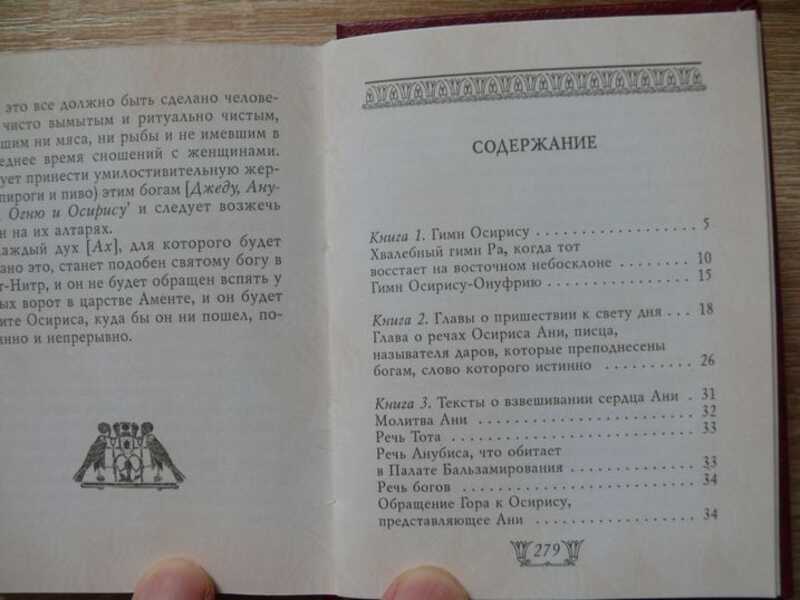 это все должно быть сделано челове-
чисто вымытым и ритуально чистым,
шим ни мяса, ни рыбы и не имевшим в
еднее время сношений с женщинами.
ует принести умилостивительную жер-
пироги и пиво) этим богам [Джеду, Ану-
Огню и Осирису' и следует возжечь
н на их алтарях.
аждый дух [Ах], для которого будет
ано это, станет подобен святому богу в
т-Нитр, и он не будет обращен вспять у
ых ворот в царстве Аменте, и он будет
ите Осириса, куда бы он ни пошел, по-
нно и непрерывно.
СОДЕРЖАНИЕ
Книга 1. Гимн Осирису . . . . . . . . . . . . . . . . . . 5
Хвалебный гимн Ра, когда тот
восстает на восточном небосклоне . . . . . . . . 10
Гимн Осирису-Онуфрию . . . . . . . . . . . . . . . . 15
Книга 2. Главы о пришествии к свету дня . . . 18
Глава о речах Осириса Ани, писца,
назывателя даров, которые преподнесены
богам, слово которого истинно . . . . . . . . . . . 26
Книга 3. Тексты о взвешивании сердца Ани . 31
Молитва Ани . . . . . . . . . . . . . . . . . . . . . . . . 32
Речь Тота . . . . . . . . . . . . . . . . . . . . . . . . . . 33
Речь Анубиса, что обитает
в Палате Бальзамирования . . . . . . . . . . . . . . 33
Речь богов . . . . . . . . . . . . . . . . . . . . . . . . . 34
Обращение Гора к Осирису,
представляющее Ани . . . . . . . . . . . . . . . . . . 34
279